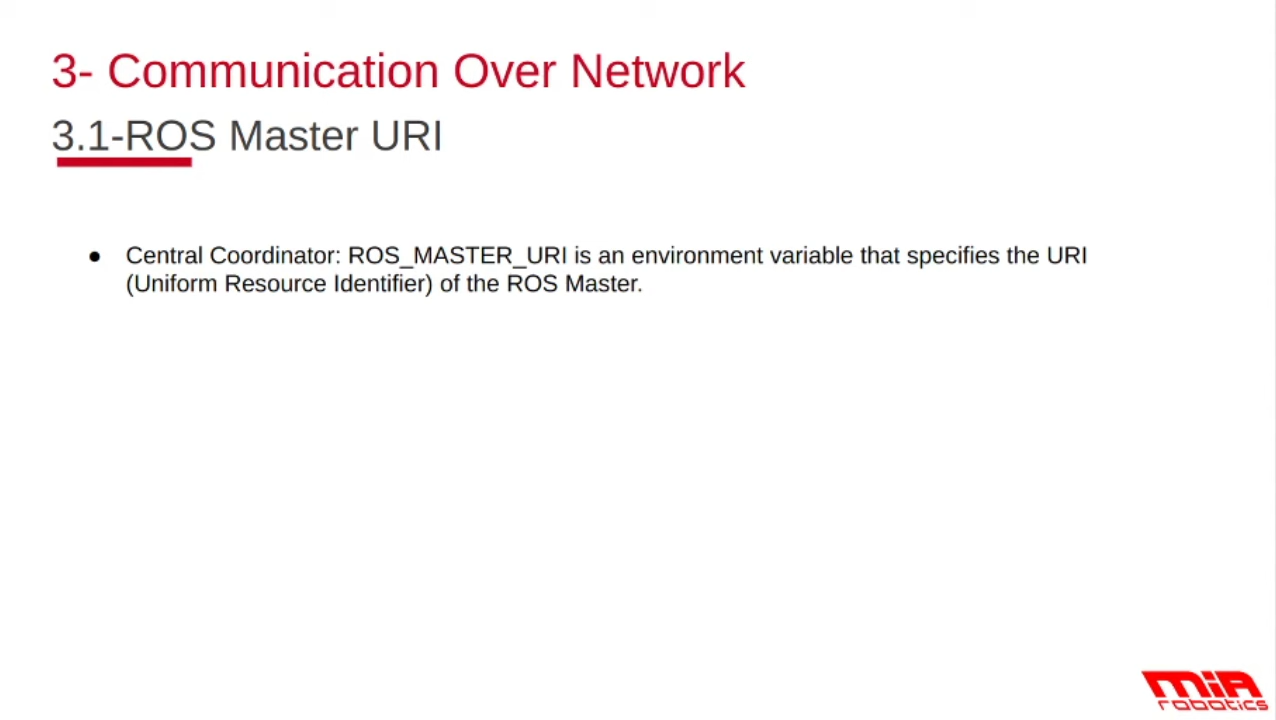 3- Communication Over Network
3.1-ROS Master URI
● Central Coordinator: ROS_MASTER_URI is an environment variable that specifies the URI
(Uniform Resource Identifier) of the ROS Master.
MIA
robotics